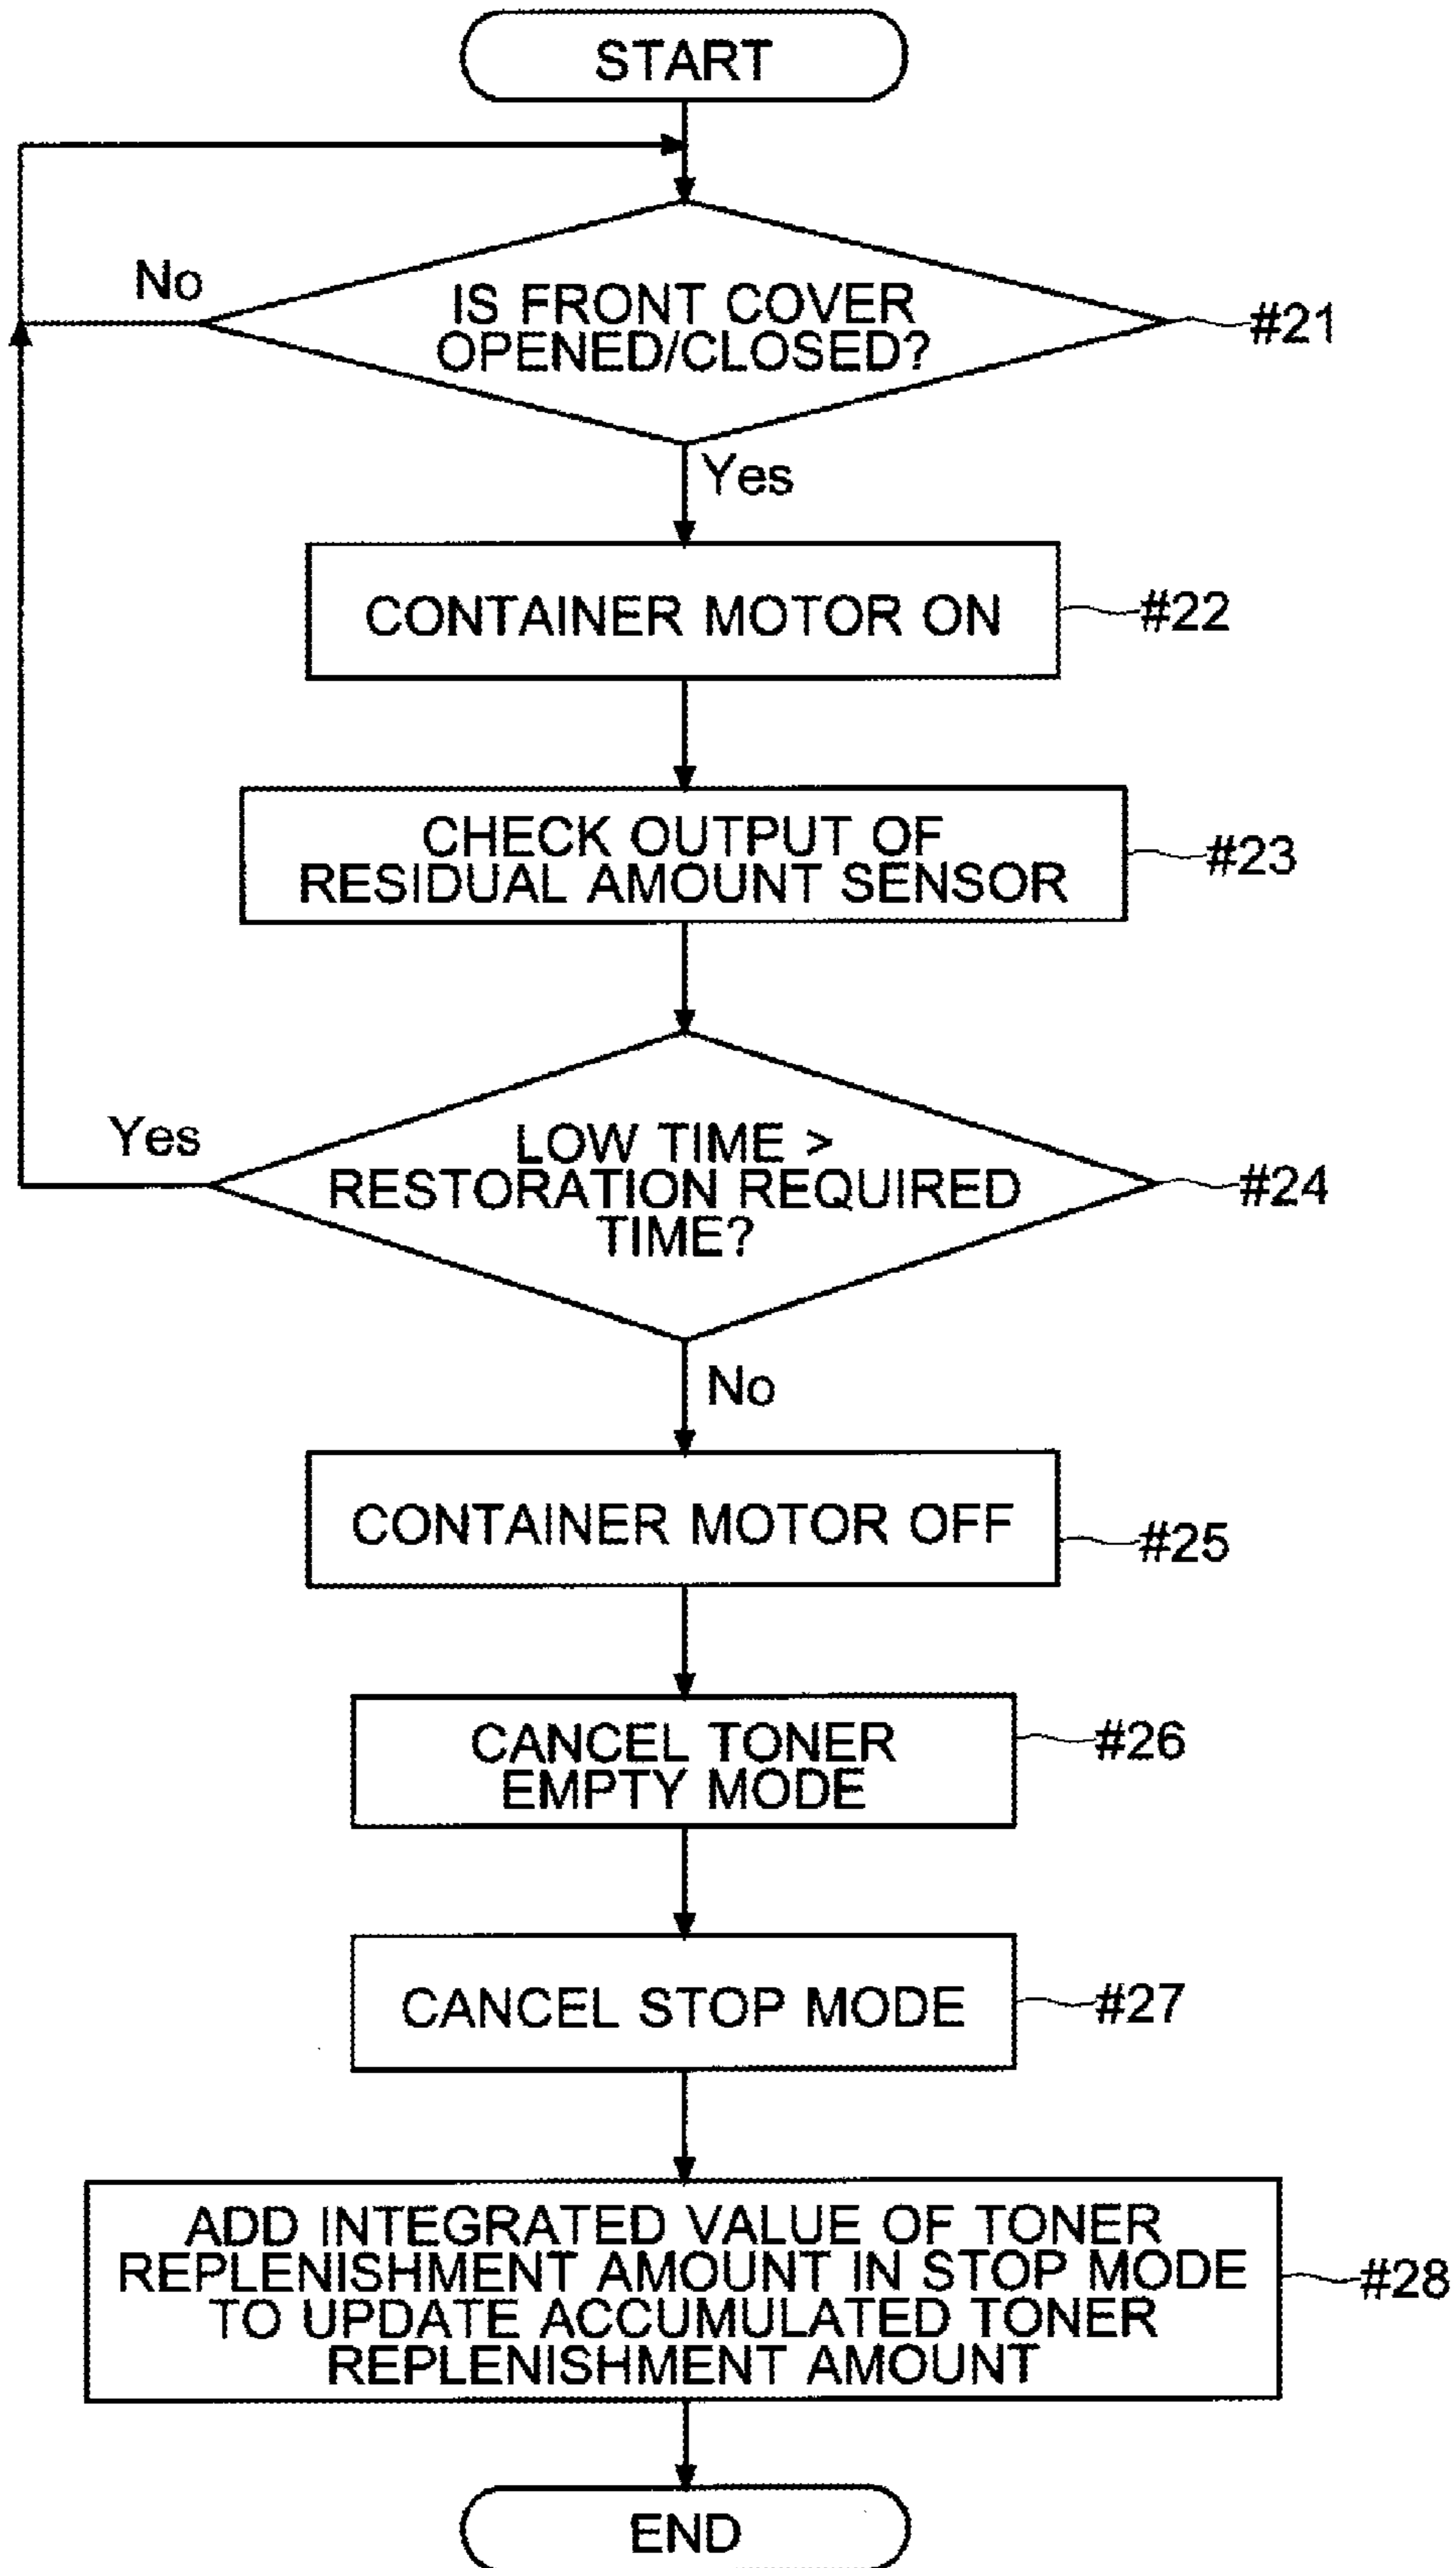 START
No
IS FRONT COVER
OPENED/CLOSED?
#21
Yes
CONTAINER MOTOR ON
#22
CHECK OUTPUT OF
RESIDUAL AMOUNT SENSOR
#23
Yes
LOW TIME >
RESTORATION REQUIRED
TIME?
#24
No
CONTAINER MOTOR OFF
#25
CANCEL TONER
EMPTY MODE
#26
CANCEL STOP MODE
#27
ADD INTEGRATED VALUE OF TONER
REPLENISHMENT AMOUNT IN STOP MODE
TO UPDATE ACCUMULATED TONER
REPLENISHMENT AMOUNT
#28
END